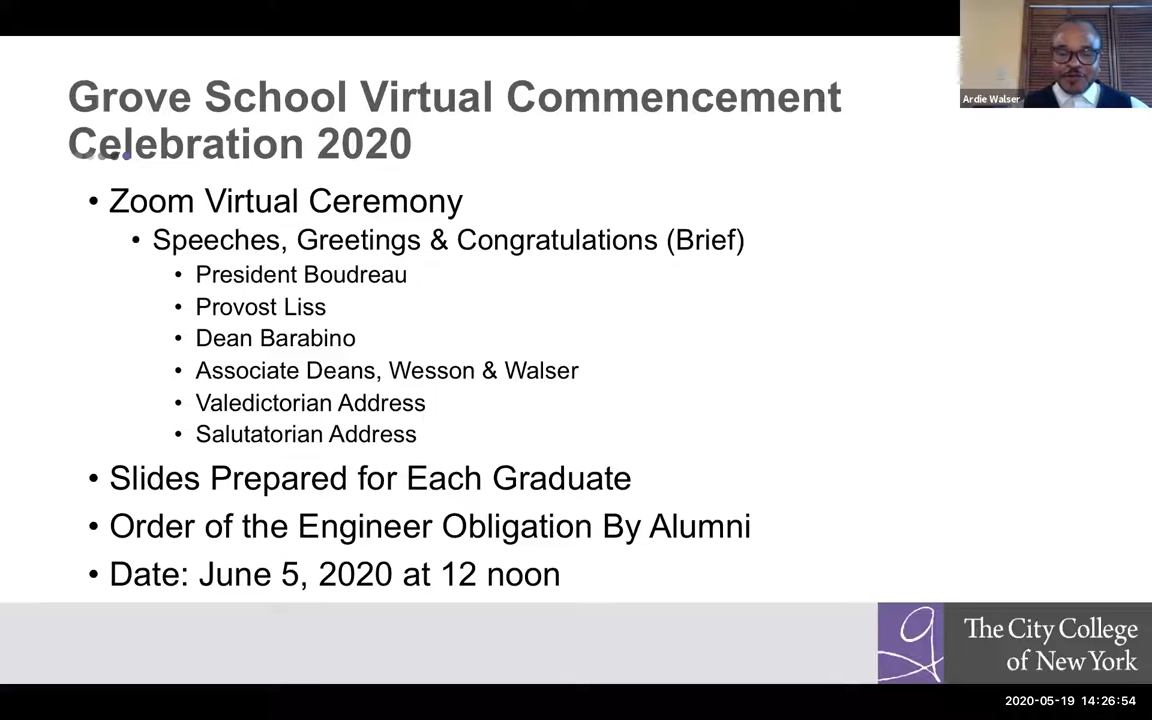 Grove School Virtual Commencement
Celebration 2020
• Zoom Virtual Ceremony
• Speeches, Greetings & Congratulations (Brief)
• President Boudreau
• Provost Liss
• Dean Barabino
• Associate Deans, Wesson & Walser
• Valedictorian Address
• Salutatorian Address
• Slides Prepared for Each Graduate
• Order of the Engineer Obligation By Alumni
• Date: June 5, 2020 at 12 noon
Ardie Walser
The City College
of New York
2020-05-19 14:26:54